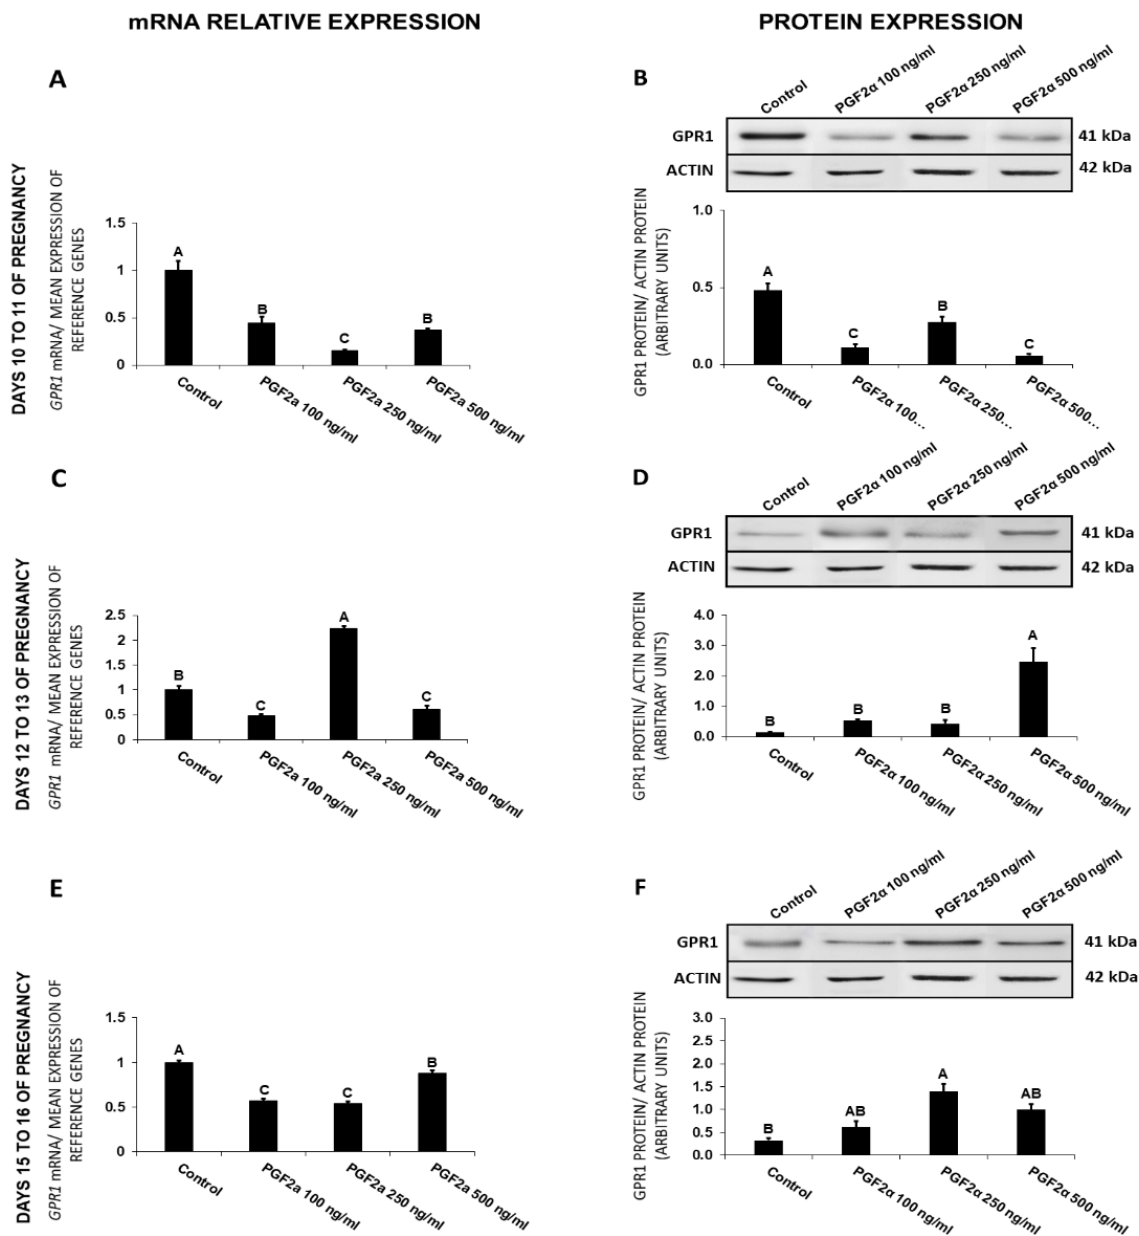 mRNA RELATIVE EXPRESSION
PROTEIN EXPRESSION
DAYS 10 TO 11 OF PREGNANCY
A
GPR1 mRNA/ MEAN EXPRESSION OF
REFERENCE GENES
1.5
1
0.5
0
A
B
C
B
Control
PGF2a 100 ng/ml
PGF2a 250 ng/ml
PGF2a 500 ng/ml
B
Control
PGF2α 100 ng/ml
PGF2α 250 ng/ml
PGF2α 500 ng/ml
GPR1
41 kDa
ACTIN
42 kDa
GPR1 PROTEIN/ ACTIN PROTEIN
(ARBITRARY UNITS)
1.0
0.5
0.0
A
C
B
C
Control
PGF2α 100...
PGF2α 250...
PGF2α 500...
DAYS 12 TO 13 OF PREGNANCY
C
GPR1 mRNA/ MEAN EXPRESSION OF
REFERENCE GENES
2.5
2
1.5
1
0.5
0
B
C
A
C
Control
PGF2a 100 ng/ml
PGF2a 250 ng/ml
PGF2a 500 ng/ml
D
Control
PGF2α 100 ng/ml
PGF2α 250 ng/ml
PGF2α 500 ng/ml
GPR1
41 kDa
ACTIN
42 kDa
GPR1 PROTEIN/ ACTIN PROTEIN
(ARBITRARY UNITS)
4.0
3.0
2.0
1.0
0.0
B
B
B
A
Control
PGF2α 100 ng/ml
PGF2α 250 ng/ml
PGF2α 500 ng/ml
DAYS 15 TO 16 OF PREGNANCY
E
GPR1 mRNA/ MEAN EXPRESSION OF
REFERENCE GENES
1.5
1
0.5
0
A
C
C
B
Control
PGF2a 100 ng/ml
PGF2a 250 ng/ml
PGF2a 500 ng/ml
F
Control
PGF2α 100 ng/ml
PGF2α 250 ng/ml
PGF2α 500 ng/ml
GPR1
41 kDa
ACTIN
42 kDa
GPR1 PROTEIN/ ACTIN PROTEIN
(ARBITRARY UNITS)
3.0
2.5
2.0
1.5
1.0
0.5
0.0
B
AB
A
AB
Control
PGF2α 100 ng/ml
PGF2α 250 ng/ml
PGF2α 500 ng/ml